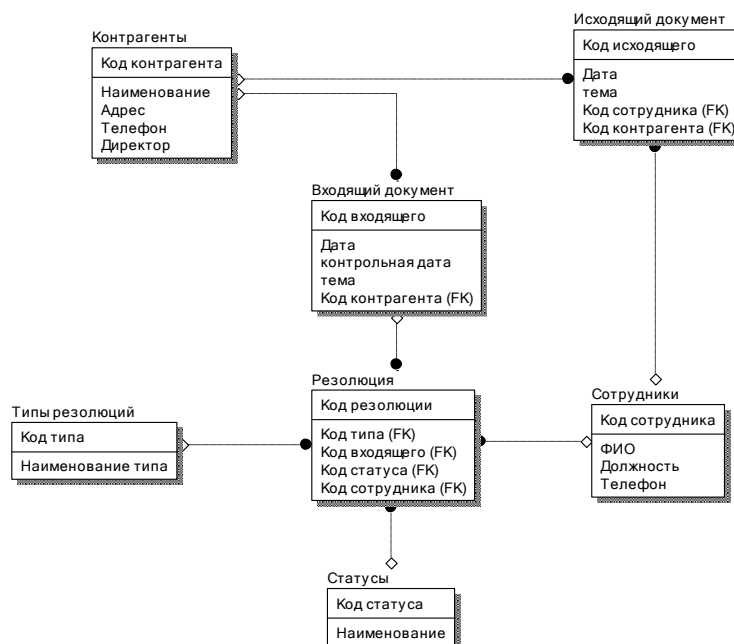 Контрагенты
Код контрагента
Наименование
Адрес
Телефон
Директор
Исходящий документ
Код исходящего
Дата
тема
Код сотрудника (FK)
Код контрагента (FK)
Входящий документ
Код входящего
Дата
контрольная дата
тема
Код контрагента (FK)
Типы резолюций
Код типа
Наименование типа
Резолюция
Код резолюции
Код типа (FK)
Код входящего (FK)
Код статуса (FK)
Код сотрудника (FK)
Сотрудники
Код сотрудника
ФИО
Должность
Телефон
Статусы
Код статуса
Наименование